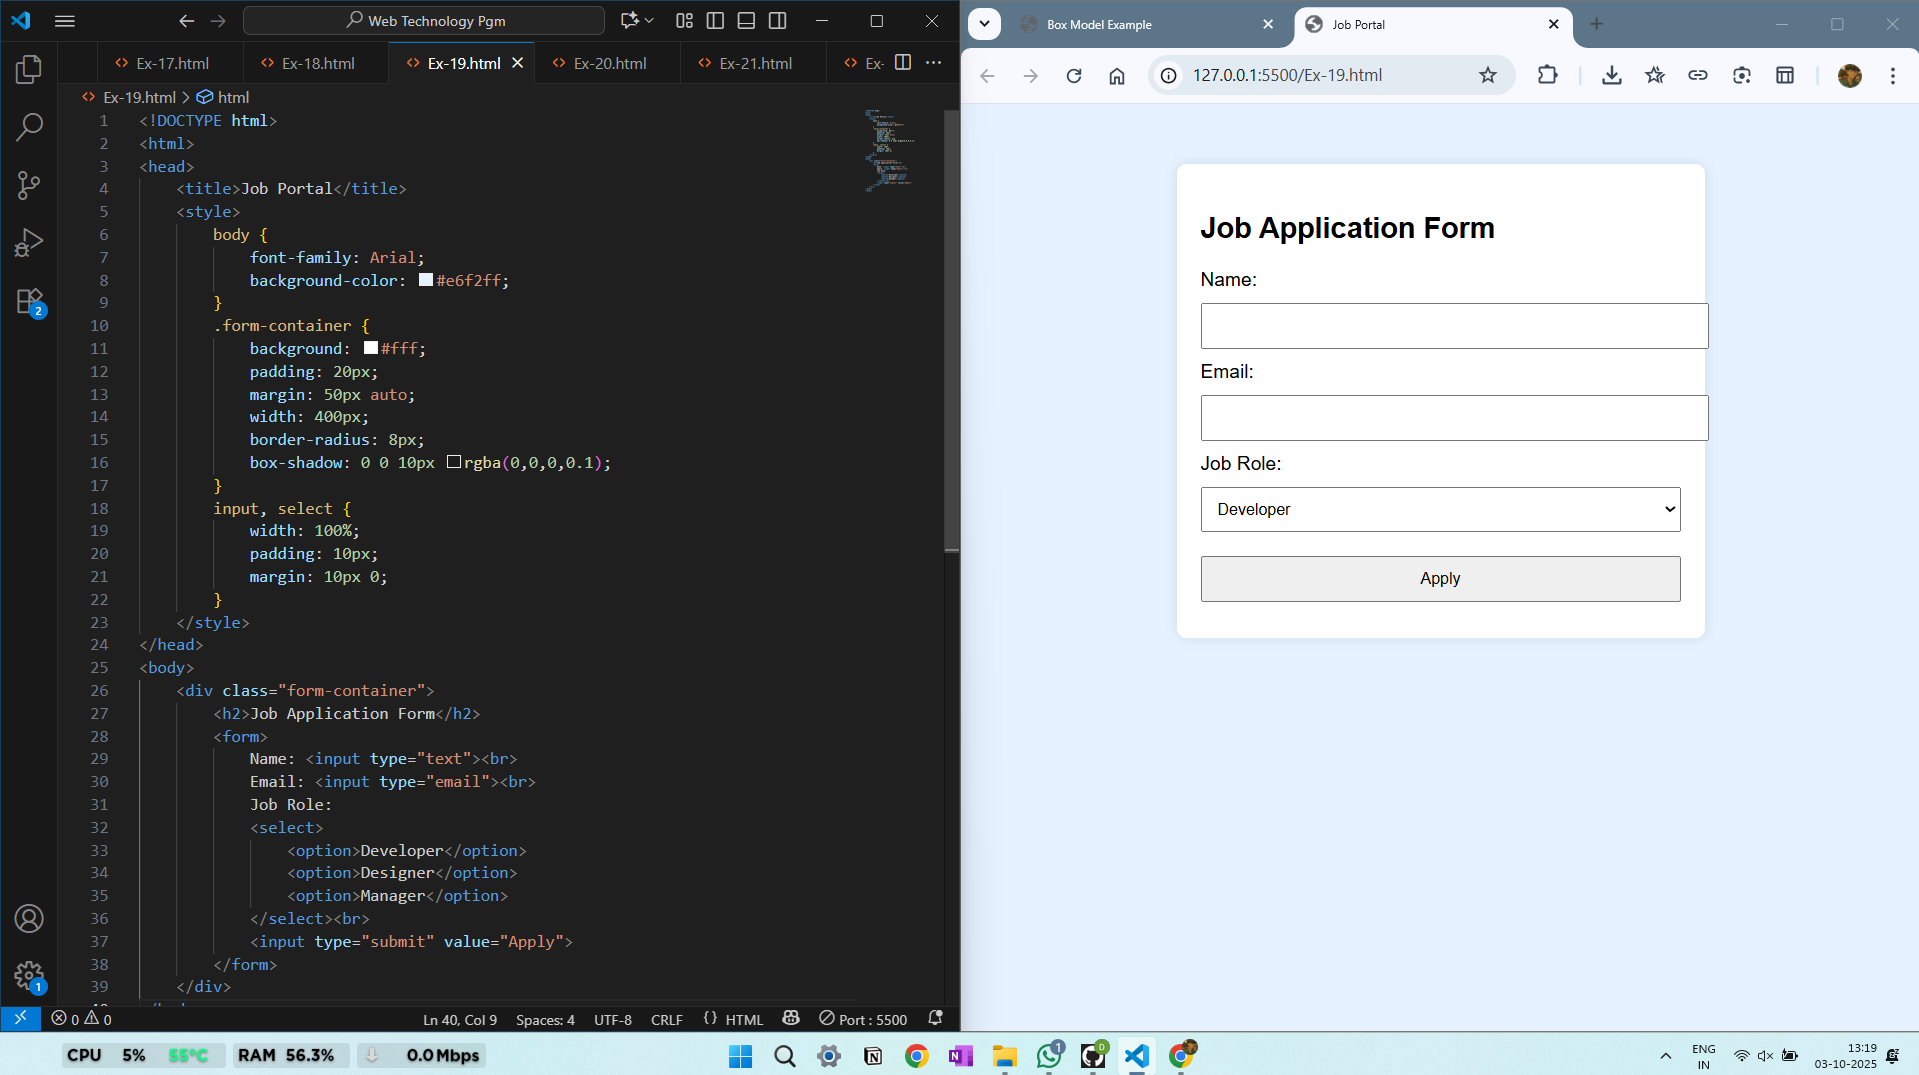 Web Technology Pgm
Ex-17.html
Ex-18.html
Ex-19.html
Ex-20.html
Ex-21.html
Ex-
Ex-19.html > html
1 <!DOCTYPE html>
2 <html>
3 <head>
4 <title>Job Portal</title>
5 <style>
6 body {
7 font-family: Arial;
8 background-color: #e6f2ff;
9 }
10 .form-container {
11 background: #fff;
12 padding: 20px;
13 margin: 50px auto;
14 width: 400px;
15 border-radius: 8px;
16 box-shadow: 0 0 10px rgba(0,0,0,0.1);
17 }
18 input, select {
19 width: 100%;
20 padding: 10px;
21 margin: 10px 0;
22 }
23 </style>
24 </head>
25 <body>
26 <div class="form-container">
27 <h2>Job Application Form</h2>
28 <form>
29 Name: <input type="text"><br>
30 Email: <input type="email"><br>
31 Job Role:
32 <select>
33 <option>Developer</option>
34 <option>Designer</option>
35 <option>Manager</option>
36 </select><br>
37 <input type="submit" value="Apply">
38 </form>
39 </div>
2
1
0 0
Ln 40, Col 9
Spaces: 4
UTF-8
CRLF
{} HTML
Port : 5500
Box Model Example
Job Portal
127.0.0.1:5500/Ex-19.html
Job Application Form
Name:
Email:
Job Role:
Developer
Apply
CPU 5% 55°C
RAM 56.3%
0.0 Mbps
1
D
ENG
IN
13:19
03-10-2025